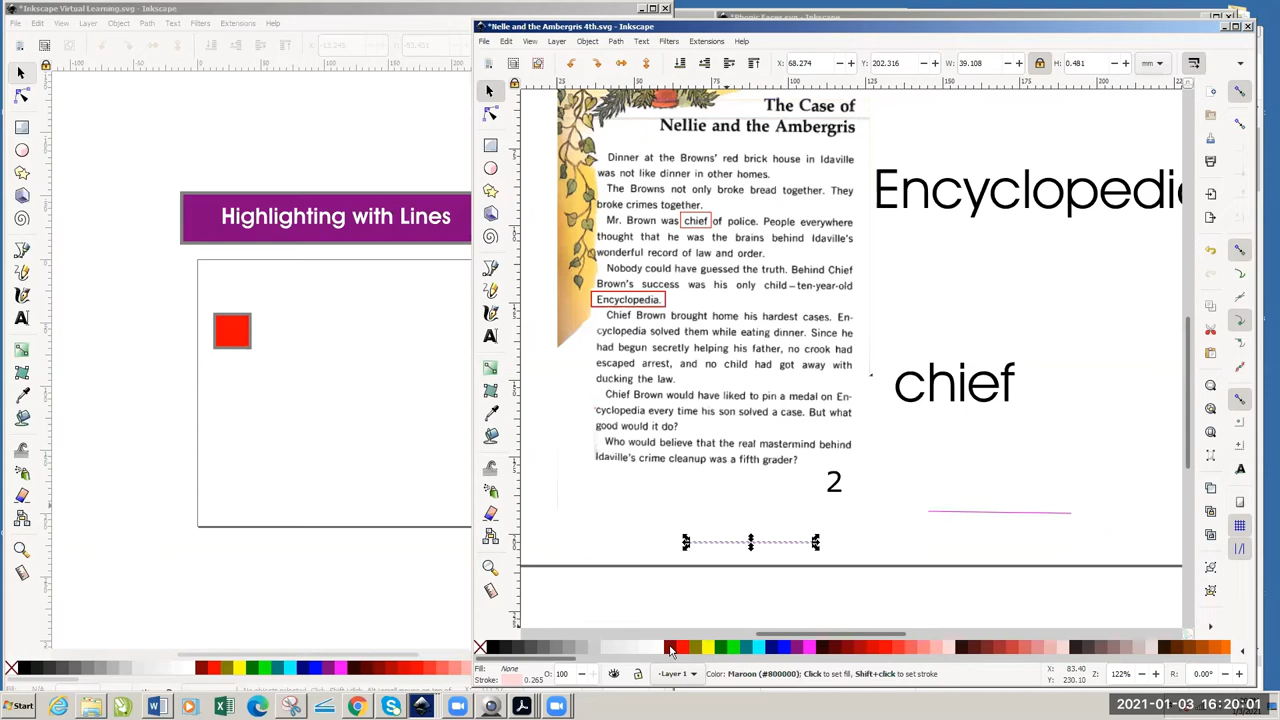 *Inkscape Virtual Learning.svg - Inkscape
File Edit View Layer Object Path Text Filters Extensions Help
*Nelle and the Ambergris 4th.svg - Inkscape
File Edit View Layer Object Path Text Filters Extensions Help
X: 68.274 Y: 202.316 W: 39.108 H: 0.481 mm
The Case of
Nellie and the Ambergris
Dinner at the Browns' red brick house in Idaville
was not like dinner in other homes.
The Browns not only broke bread together. They
broke crimes together.
Mr. Brown was chief of police. People everywhere
thought that he was the brains behind Idaville's
wonderful record of law and order.
Nobody could have guessed the truth. Behind Chief
Brown's success was his only child – ten-year-old
Encyclopedia.
Chief Brown brought home his hardest cases. En-
cyclopedia solved them while eating dinner. Since he
had begun secretly helping his father, no crook had
escaped arrest, and no child had got away with
ducking the law.
Chief Brown would have liked to pin a medal on En-
cyclopedia every time his son solved a case. But what
good would it do?
Who would believe that the real mastermind behind
Idaville's crime cleanup was a fifth grader?
2
Encyclopedi
chief
Highlighting with Lines
Fill: None
Stroke: 0.265 O: 100 Layer 1 Color: Maroon (#800000); Click to set fill, Shift+click to set stroke
X: 83.40
Y: 230.10
Z: 122% R: 0.00°
Start
2021-01-03 16:20:01